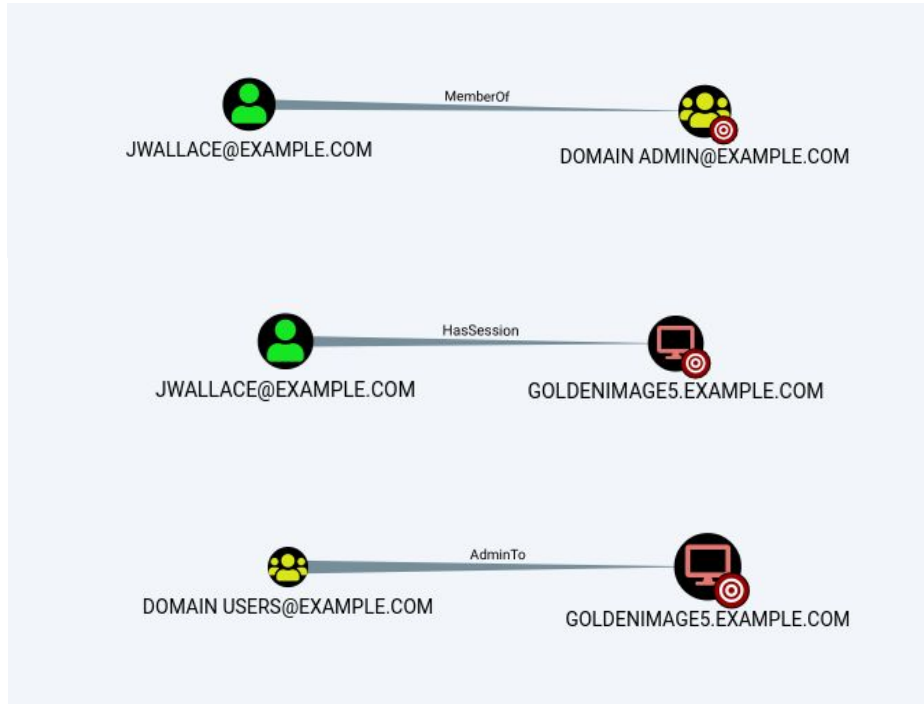 MemberOf
JWALLACE@EXAMPLE.COM
DOMAIN ADMIN@EXAMPLE.COM
HasSession
JWALLACE@EXAMPLE.COM
GOLDENIMAGE5.EXAMPLE.COM
AdminTo
DOMAIN USERS@EXAMPLE.COM
GOLDENIMAGE5.EXAMPLE.COM